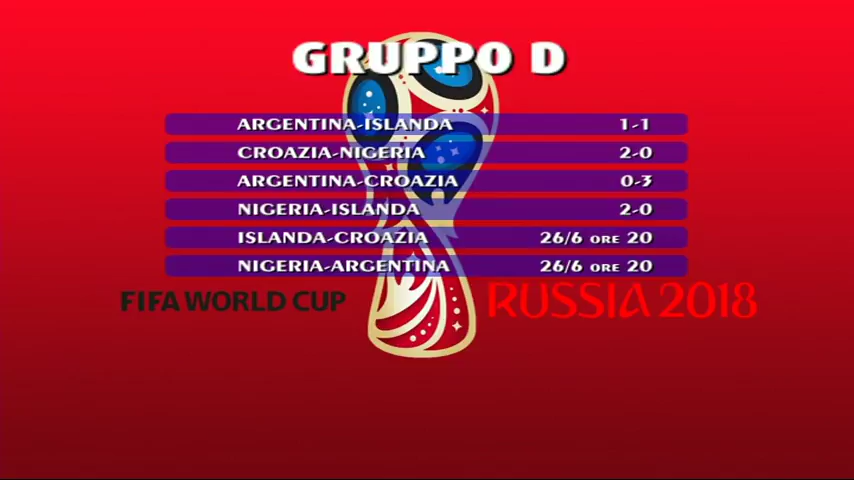 GRUPPO D
ARGENTINA-ISLANDA 1-1
CROAZIA-NIGERIA 2-0
ARGENTINA-CROAZIA 0-3
NIGERIA-ISLANDA 2-0
ISLANDA-CROAZIA 26/6 ORE 20
NIGERIA-ARGENTINA 26/6 ORE 20
FIFA WORLD CUP RUSSIA 2018